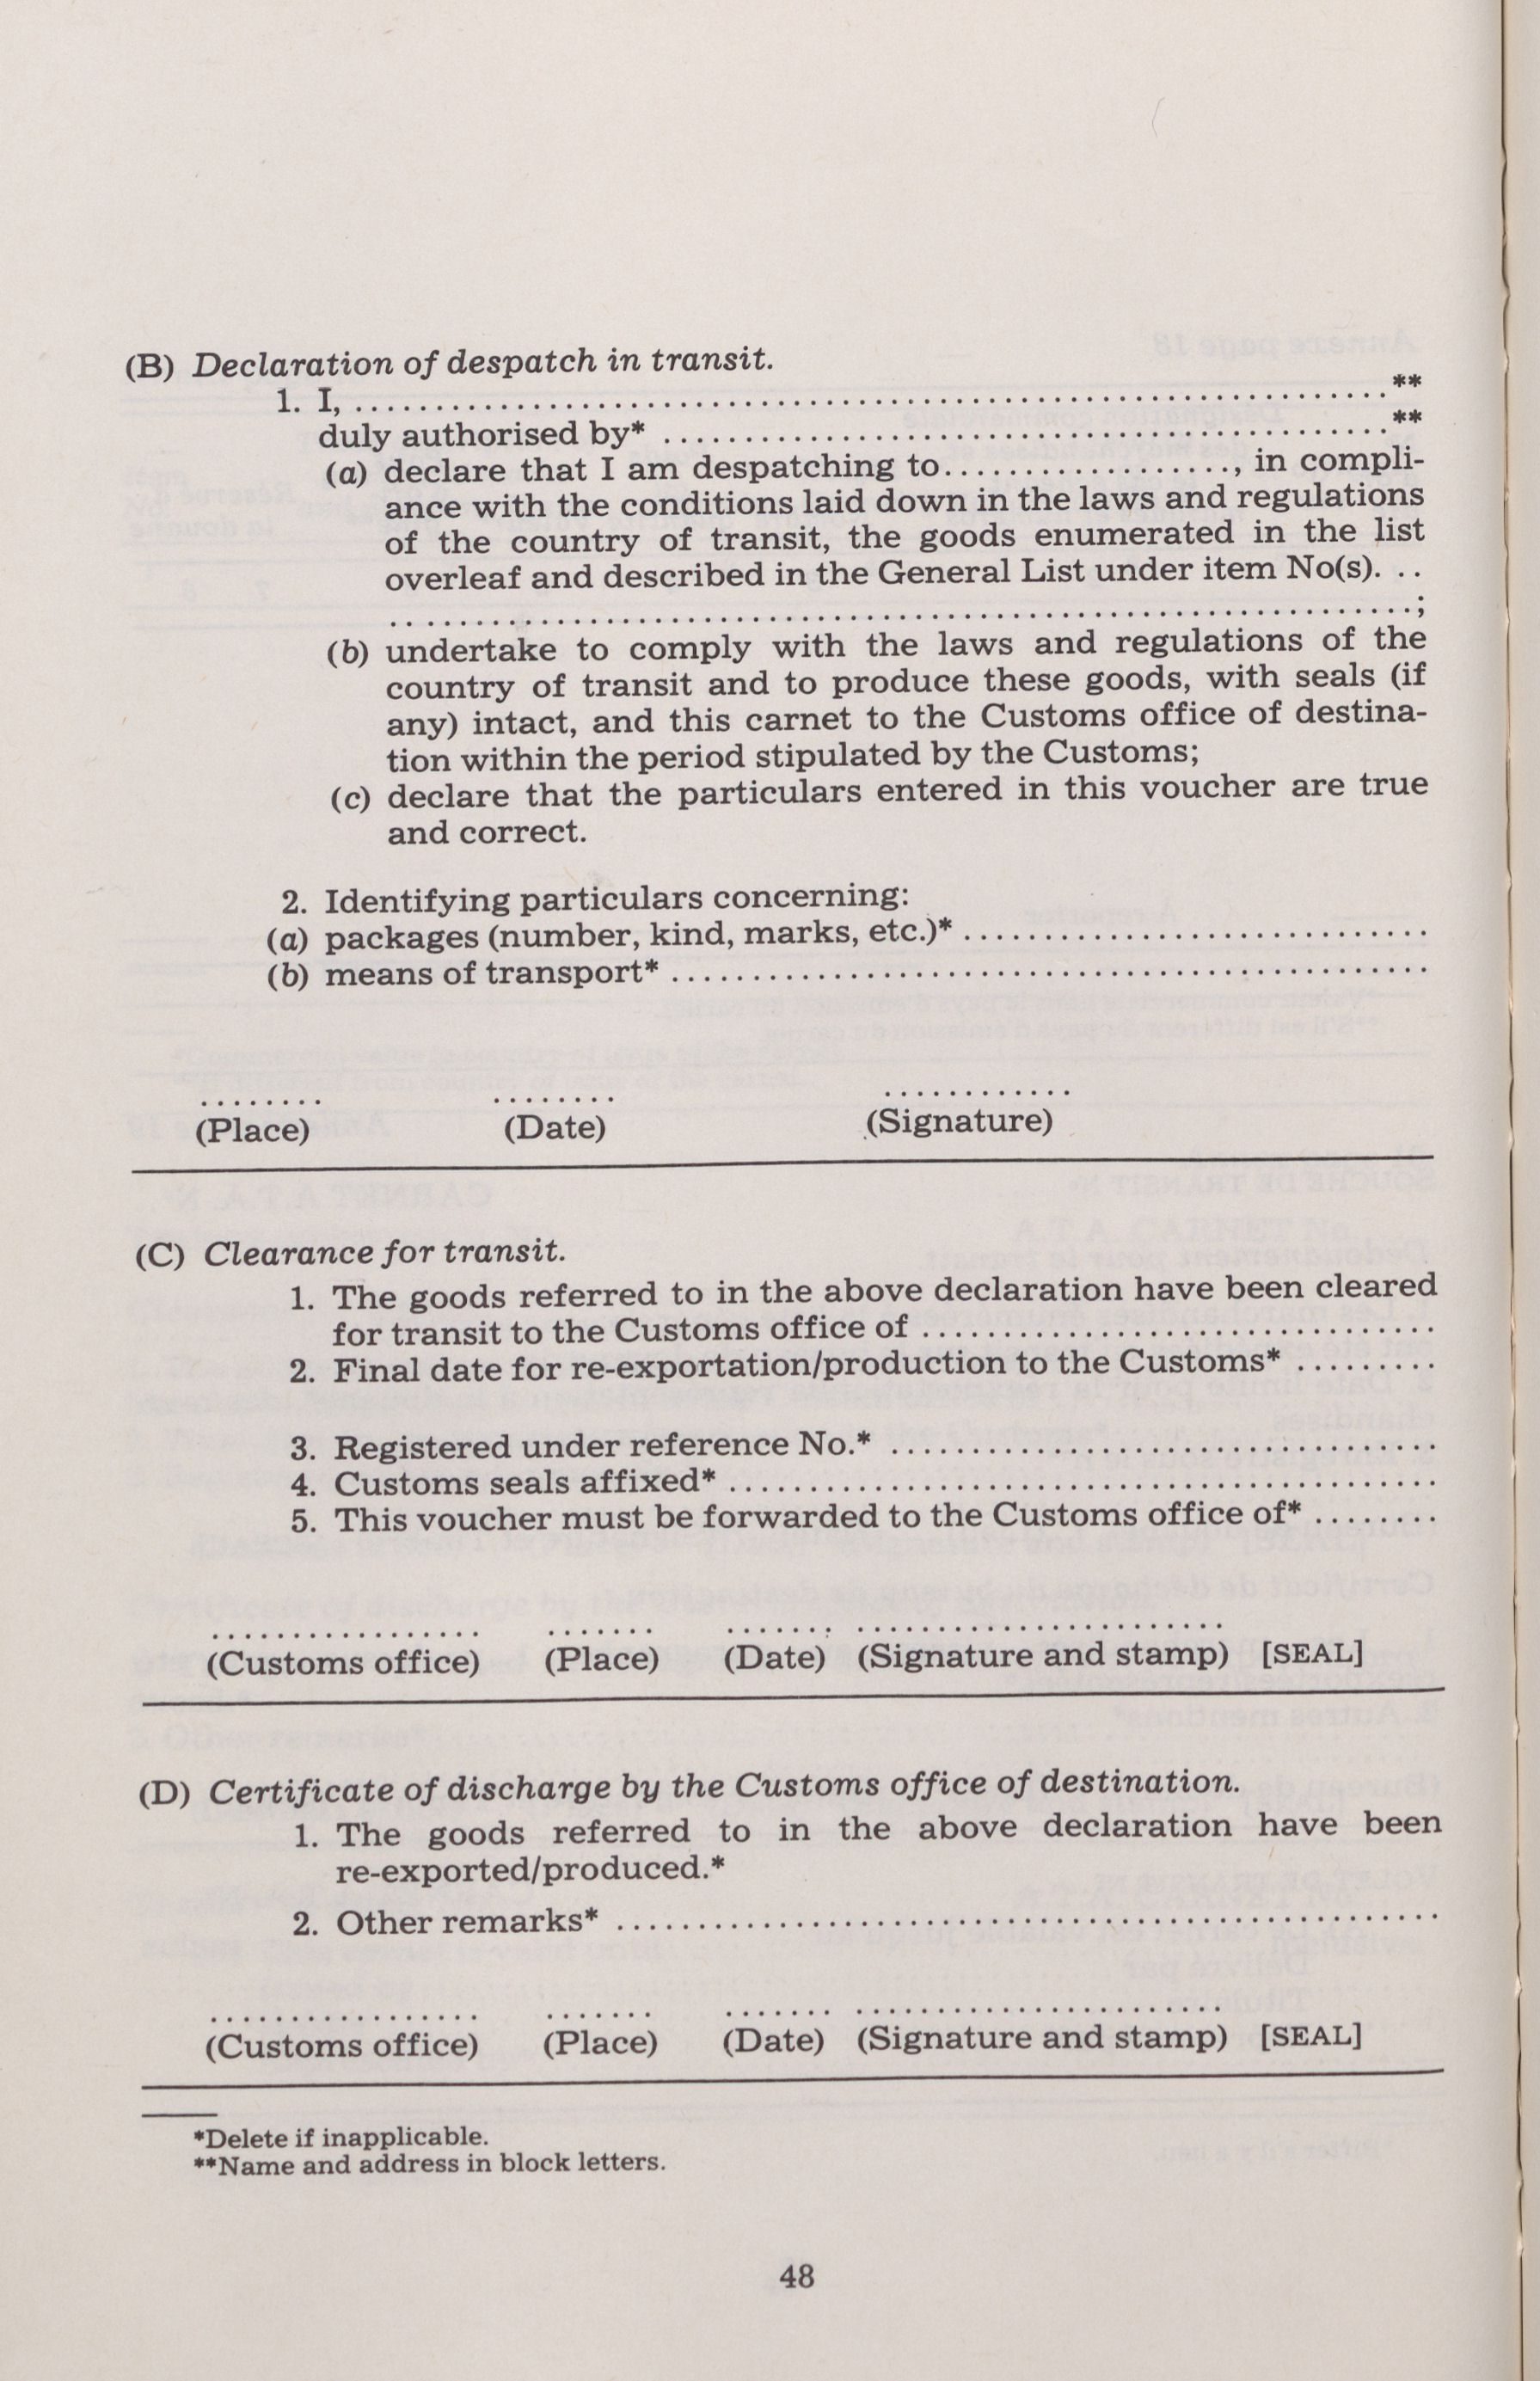 (B) Declaration of despatch in transit.
1. I, ..................................................................**
duly authorised by* ..............................................**
(a) declare that I am despatching to..................., in compli-
ance with the conditions laid down in the laws and regulations
of the country of transit, the goods enumerated in the list
overleaf and described in the General List under item No(s). ..
.................................................................;
(b) undertake to comply with the laws and regulations of the
country of transit and to produce these goods, with seals (if
any) intact, and this carnet to the Customs office of destina-
tion within the period stipulated by the Customs;
(c) declare that the particulars entered in this voucher are true
and correct.
2. Identifying particulars concerning:
(a) packages (number, kind, marks, etc.)* ..............................
(b) means of transport* ................................................
........ ........ ............
(Place) (Date) (Signature)
(C) Clearance for transit.
1. The goods referred to in the above declaration have been cleared
for transit to the Customs office of .................................
2. Final date for re-exportation/production to the Customs* .........
3. Registered under reference No.* ...................................
4. Customs seals affixed* .............................................
5. This voucher must be forwarded to the Customs office of* ........
................. ....... ....... .......................
(Customs office) (Place) (Date) (Signature and stamp) [SEAL]
(D) Certificate of discharge by the Customs office of destination.
1. The goods referred to in the above declaration have been
re-exported/produced.*
2. Other remarks* ....................................................
................. ....... ....... .......................
(Customs office) (Place) (Date) (Signature and stamp) [SEAL]
*Delete if inapplicable.
**Name and address in block letters.
48